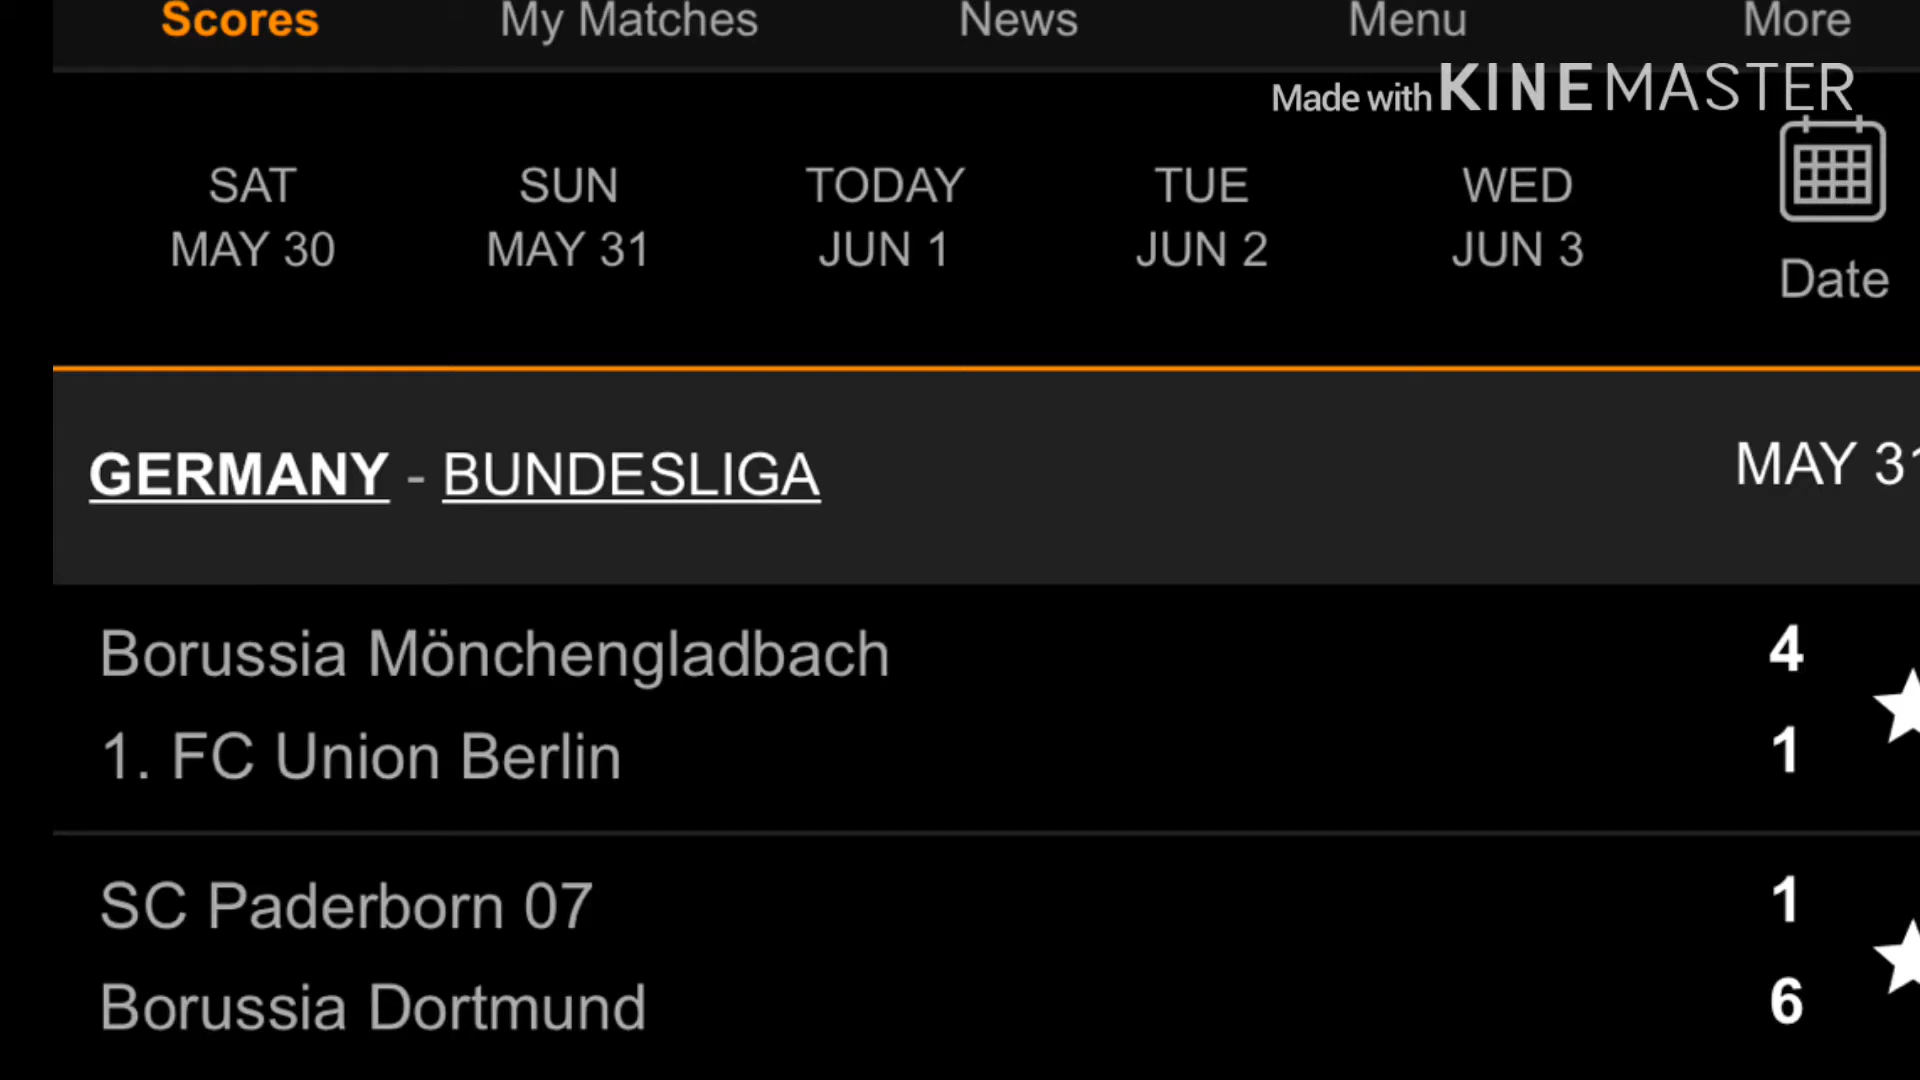 Scores My Matches News Menu More
Made with KINEMASTER
SAT SUN TODAY TUE WED
MAY 30 MAY 31 JUN 1 JUN 2 JUN 3
Date
GERMANY - BUNDESLIGA MAY 31
Borussia Mönchengladbach 4
1. FC Union Berlin 1
SC Paderborn 07 1
Borussia Dortmund 6